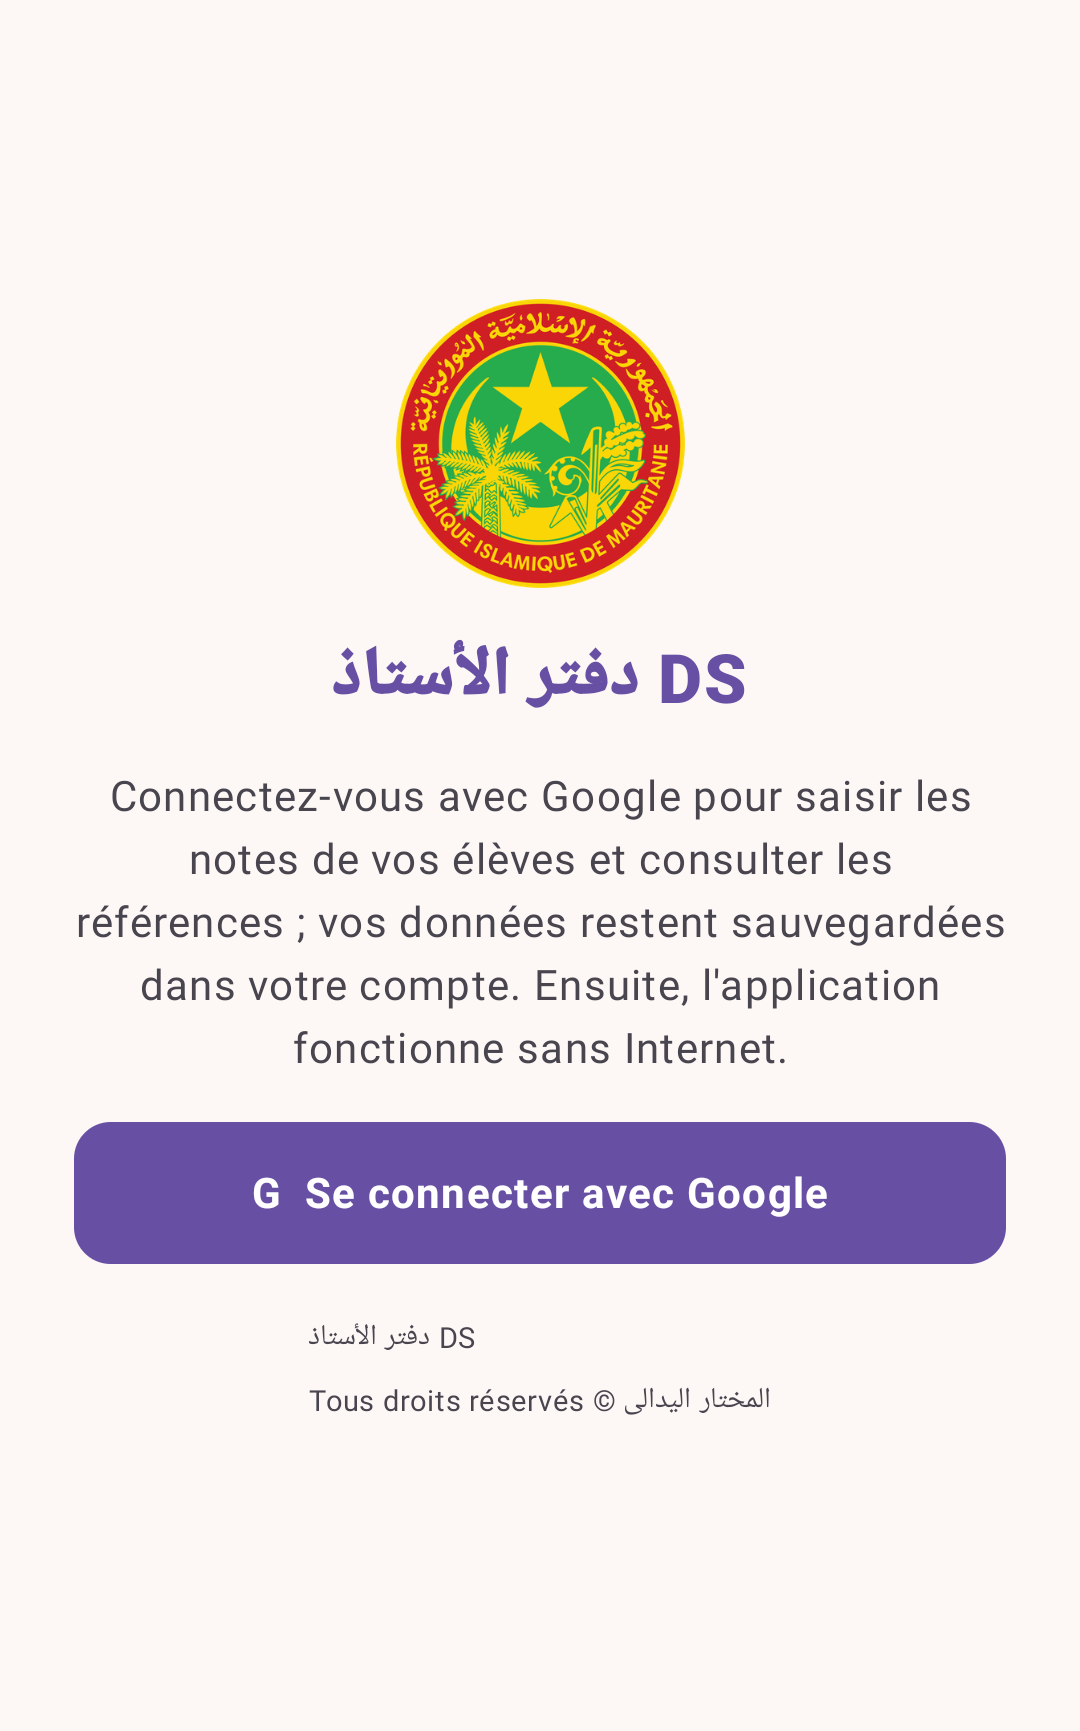 الجمهورية الإسلامية الموريتانية
RÉPUBLIQUE ISLAMIQUE DE MAURITANIE
دفتر الأستاذ DS
Connectez-vous avec Google pour saisir les
notes de vos élèves et consulter les
références ; vos données restent sauvegardées
dans votre compte. Ensuite, l'application
fonctionne sans Internet.
G Se connecter avec Google
دفتر الأستاذ DS
Tous droits réservés © المختار اليدالى